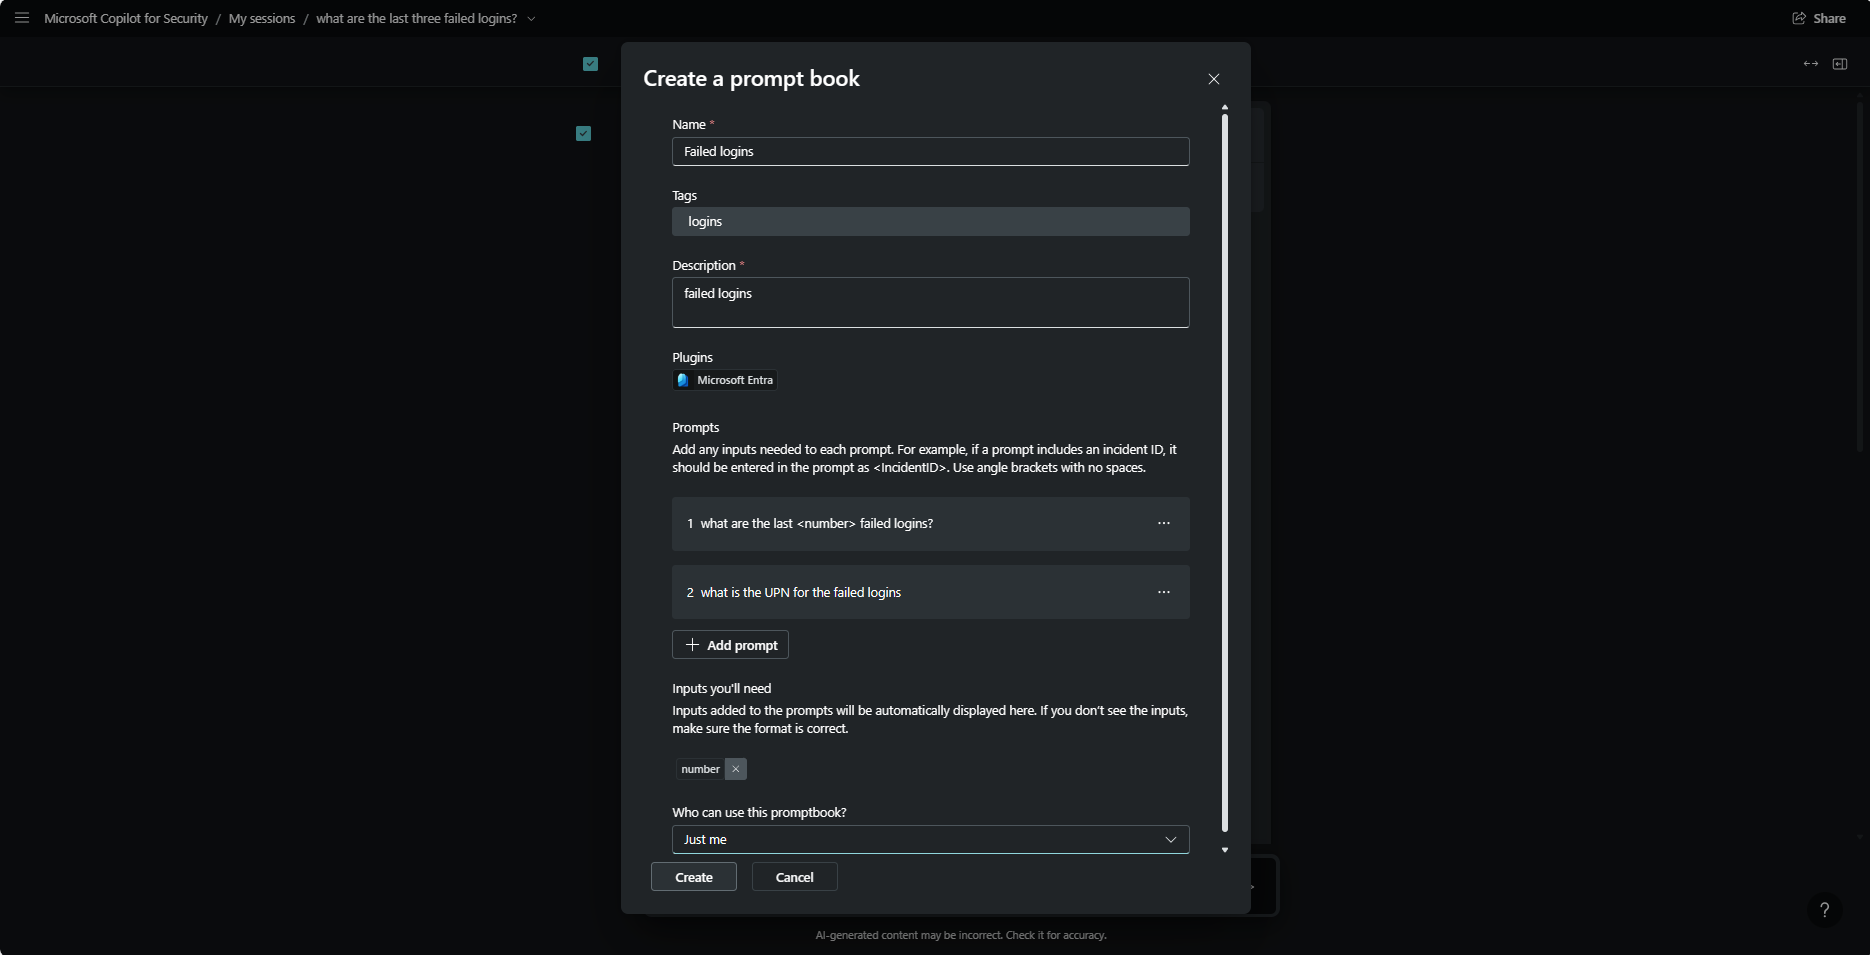 Microsoft Copilot for Security / My sessions / what are the last three failed logins?
Share
Create a prompt book
Name *
Failed logins
Tags
logins
Description *
failed logins
Plugins
Microsoft Entra
Prompts
Add any inputs needed to each prompt. For example, if a prompt includes an incident ID, it
should be entered in the prompt as <IncidentID>. Use angle brackets with no spaces.
1 what are the last <number> failed logins?
2 what is the UPN for the failed logins
Add prompt
Inputs you'll need
Inputs added to the prompts will be automatically displayed here. If you don't see the inputs,
make sure the format is correct.
number
Who can use this promptbook?
Just me
Create
Cancel
AI-generated content may be incorrect. Check it for accuracy.
?